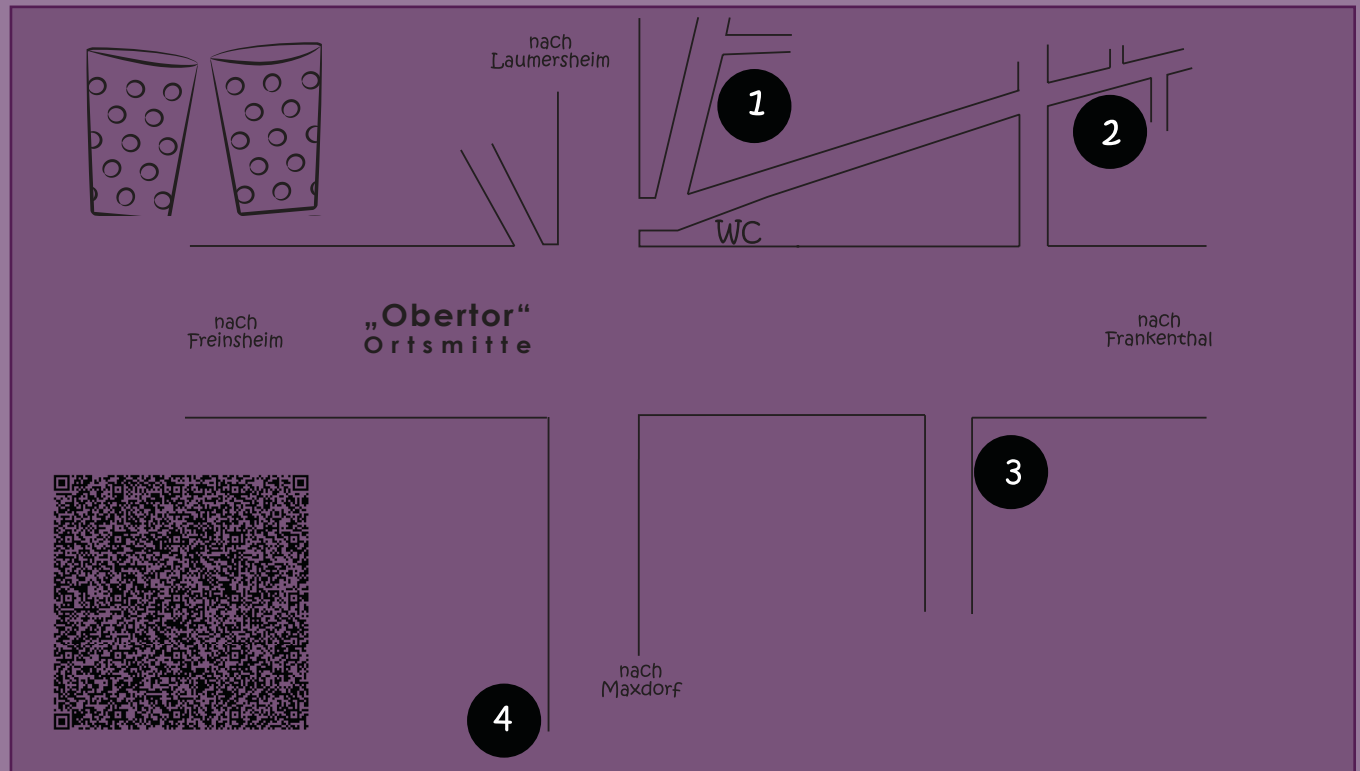 nach
Laumersheim
1
2
WC
„Obertor“
Ortsmitte
nach
Freinsheim
nach
Frankenthal
3
nach
Maxdorf
4